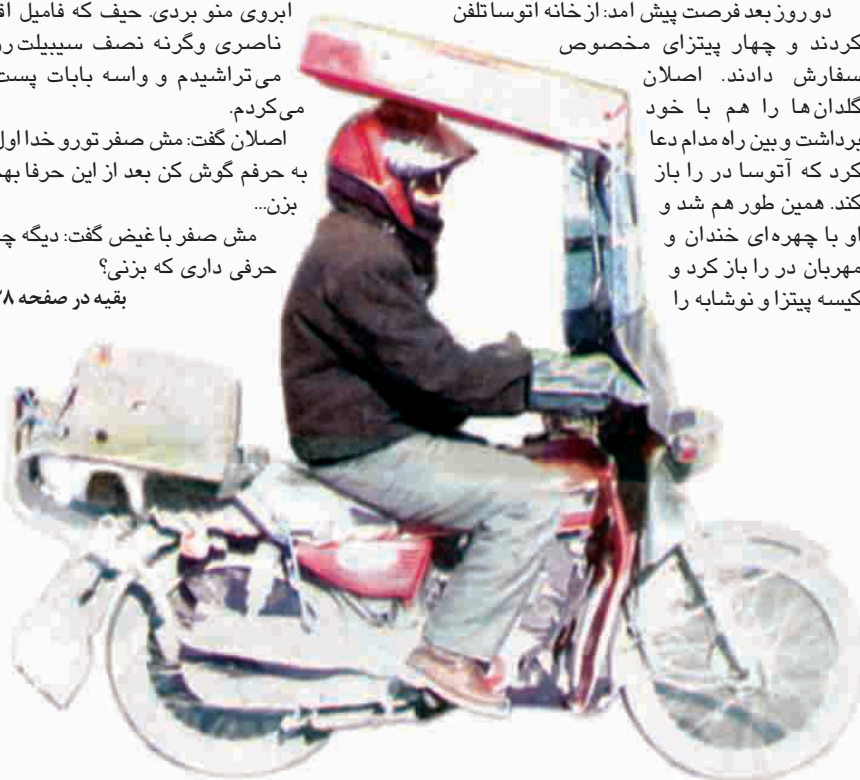 دو روز بعد فرصت پیش آمد: از خانه آتوسا تلفن
کردند و چهار پیتزای مخصوص
سفارش دادند. اصلان
گلدان‌ها را هم با خود
برداشت و بین راه مدام دعا
کرد که آتوسا در را باز
کند. همین طور هم شد و
او با چهره‌ای خندان و
مهربان در را باز کرد و
کیسه پیتزا و نوشابه را
ابروی منو بردی. حیف که فامیل
ناصری وگرنه نصف سیبیلت رو
می‌تراشیدم و واسه بابات پست
می‌کردم.
اصلان گفت: مش صفر تورو خدا اول
به حرفم گوش کن بعد از این حرفا
بزن...
مش صفر با غیض گفت: دیگه
حرفی داری که بزنی؟
بقیه در صفحه